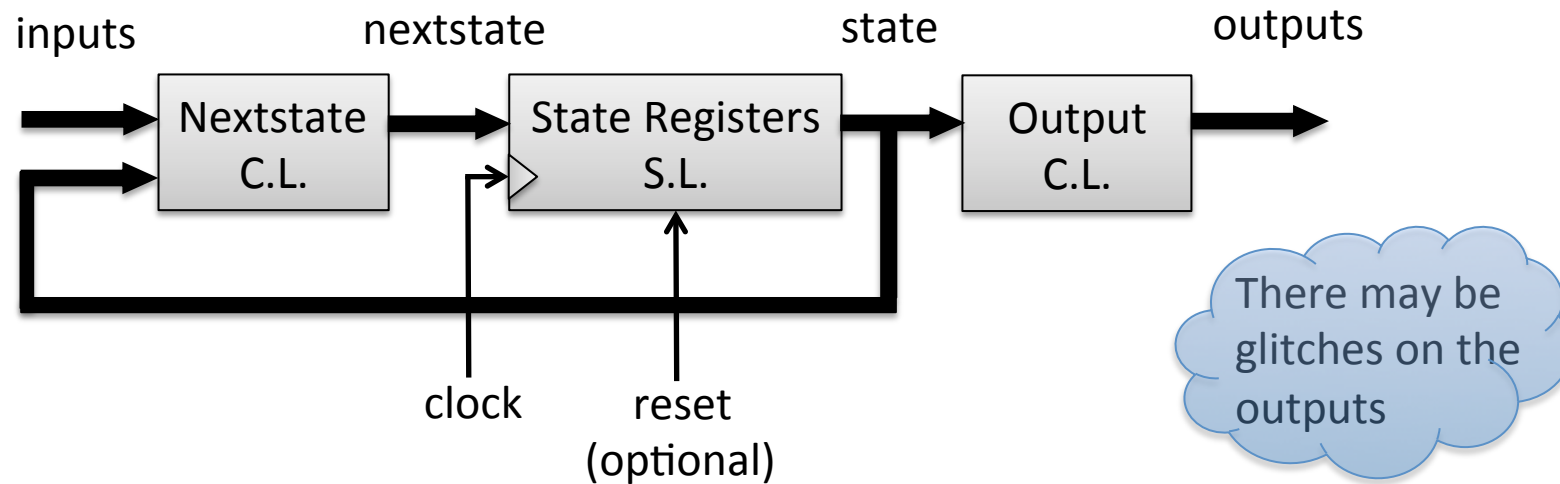 inputs
nextstate
state
outputs
Nextstate
C.L.
State Registers
S.L.
Output
C.L.
There may be
glitches on the
outputs
clock
reset
(optional)